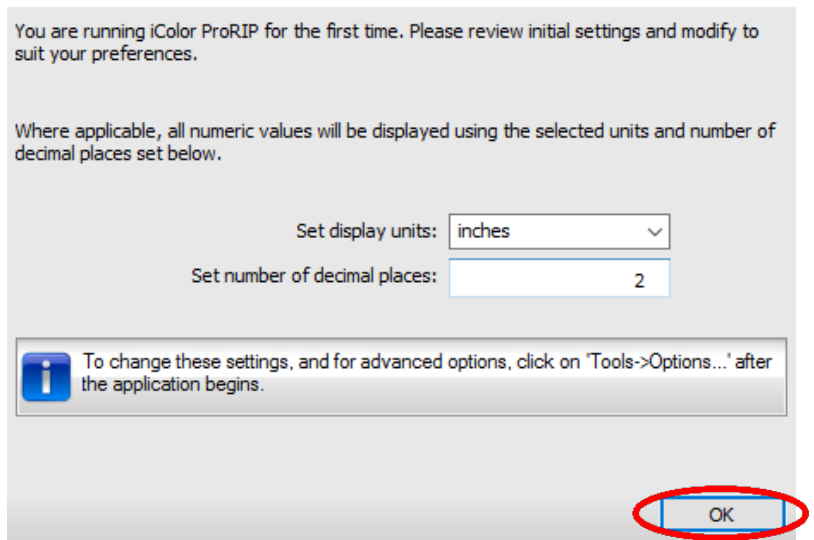 You are running iColor ProRIP for the first time. Please review initial settings and modify to
suit your preferences.
Where applicable, all numeric values will be displayed using the selected units and number of
decimal places set below.
Set display units: inches
Set number of decimal places: 2
To change these settings, and for advanced options, click on 'Tools->Options...' after
the application begins.
OK